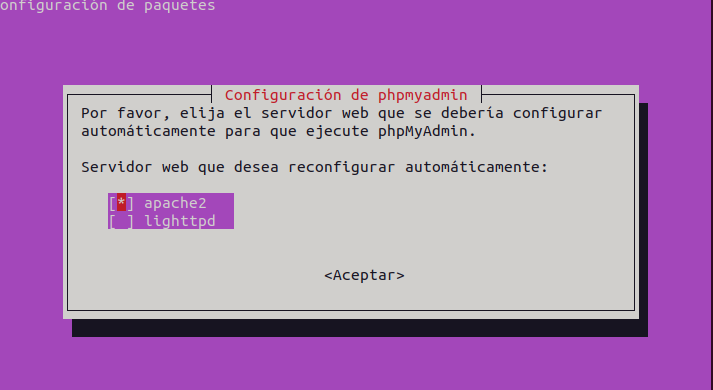 onfiguración de paquetes
Configuración de phpmyadmin
Por favor, elija el servidor web que se debería configurar
automáticamente para que ejecute phpMyAdmin.
Servidor web que desea reconfigurar automáticamente:
[*] apache2
[ ] lighttpd
<Aceptar>